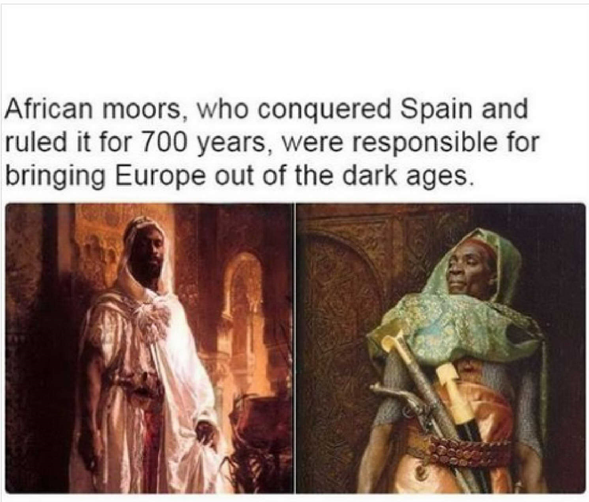 African moors, who conquered Spain and
ruled it for 700 years, were responsible for
bringing Europe out of the dark ages.